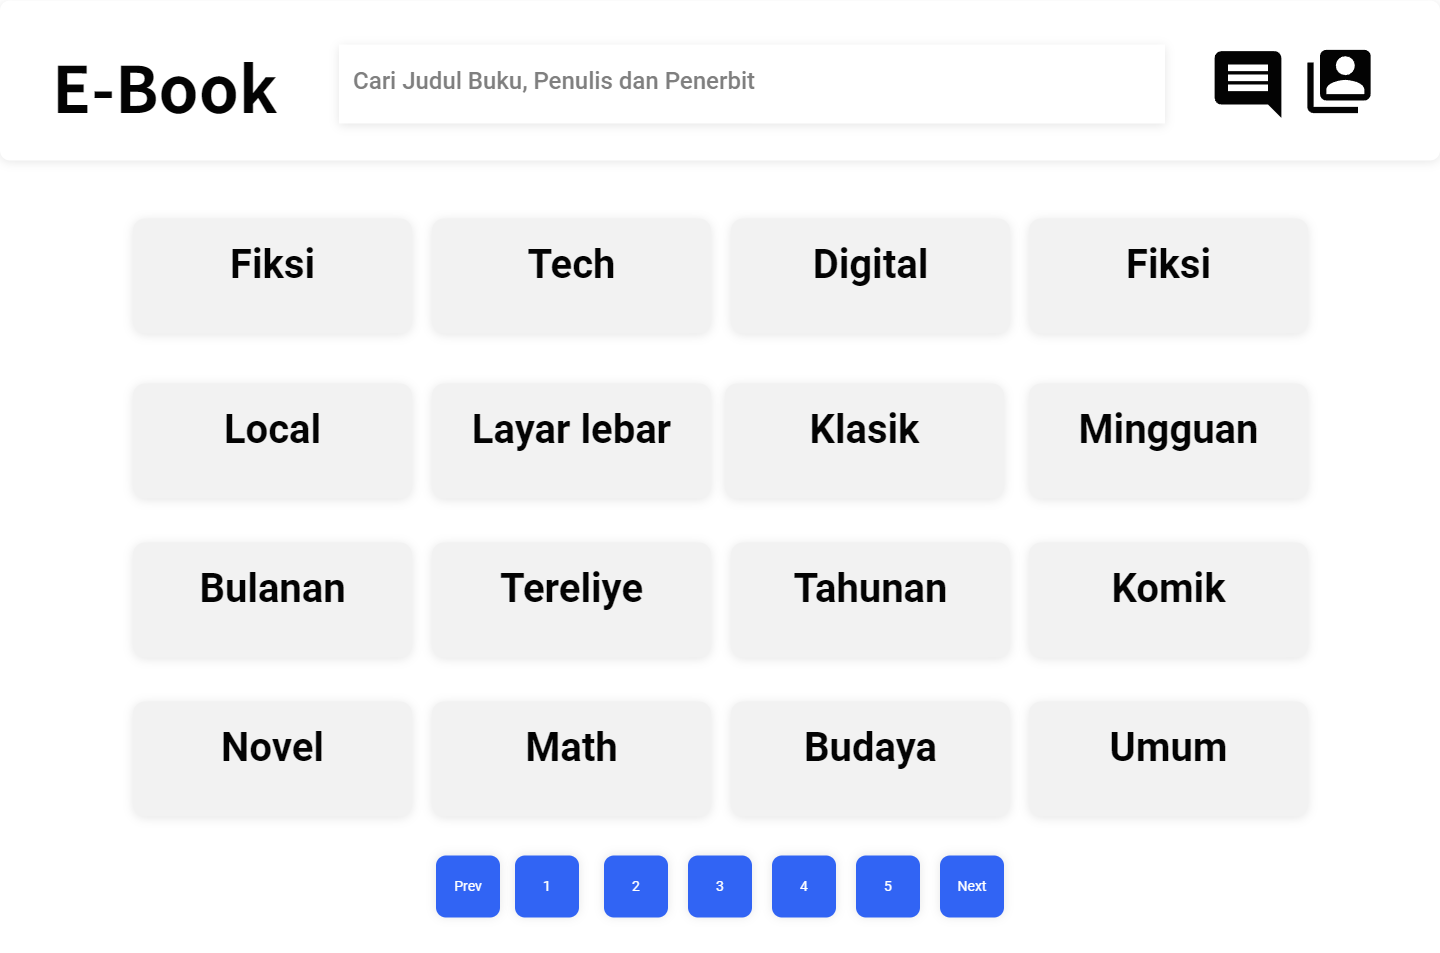 E-Book
Cari Judul Buku, Penulis dan Penerbit
Fiksi
Tech
Digital
Fiksi
Local
Layar lebar
Klasik
Mingguan
Bulanan
Tereliye
Tahunan
Komik
Novel
Math
Budaya
Umum
Prev
1
2
3
4
5
Next